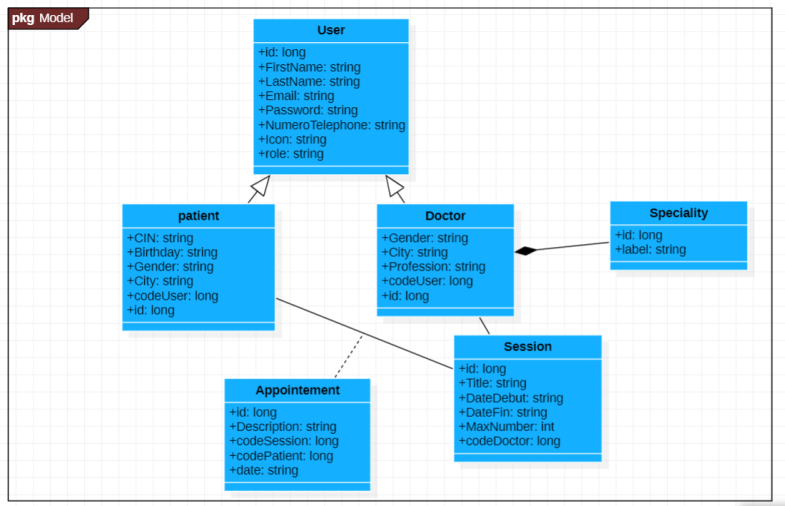 pkg Model
User
+id: long
+FirstName: string
+LastName: string
+Email: string
+Password: string
+NumeroTelephone: string
+Icon: string
+role: string
patient
+CIN: string
+Birthday: string
+Gender: string
+City: string
+codeUser: long
+id: long
Doctor
+Gender: string
+City: string
+Profession: string
+codeUser: long
+id: long
Speciality
+id: long
+label: string
Session
+id: long
+Title: string
+DateDebut: string
+DateFin: string
+MaxNumber: int
+codeDoctor: long
Appointement
+id: long
+Description: string
+codeSession: long
+codePatient: long
+date: string